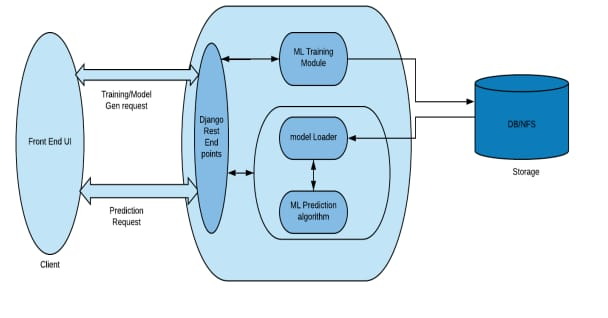 Front End UI
Client
Training/Model
Gen request
Prediction
Request
Django
Rest
End
points
ML Training
Module
model Loader
ML Prediction
algorithm
DB/NFS
Storage